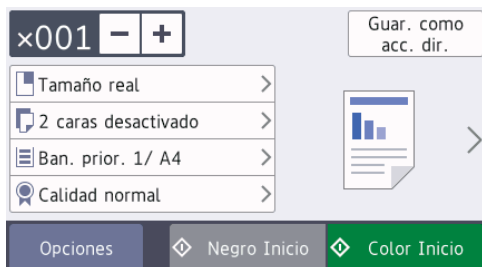 ×001 - +
Guar. como
acc. dir.
Tamaño real
2 caras desactivado
Ban. prior. 1/ A4
Calidad normal
Opciones
Negro Inicio
Color Inicio